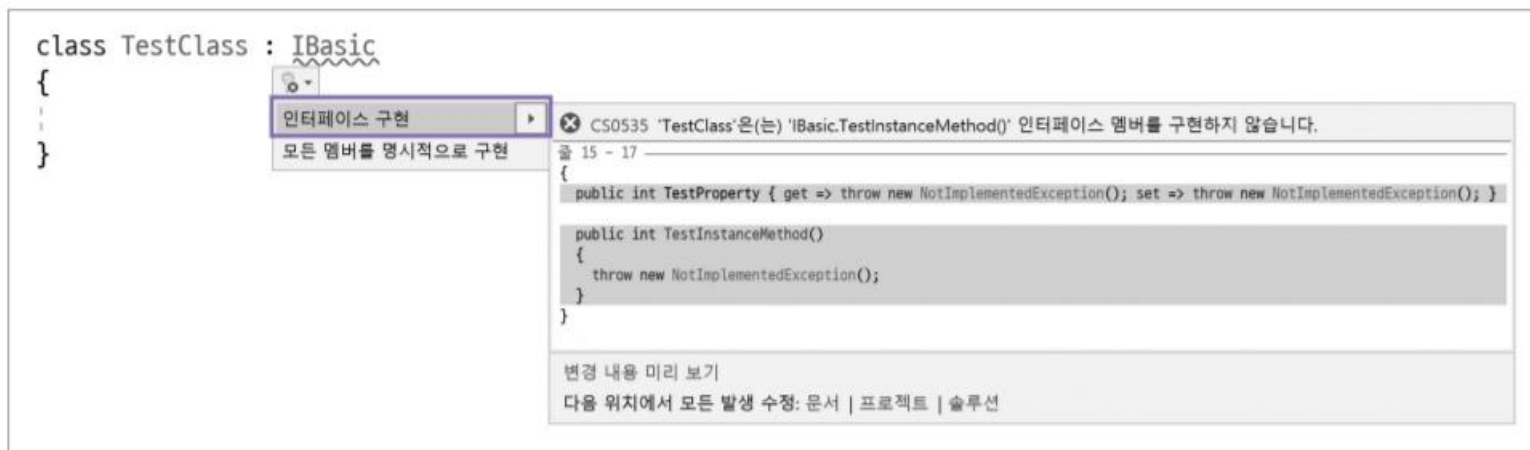 class TestClass : IBasic
{
인터페이스 구현
모든 멤버를 명시적으로 구현
}
CS0535 'TestClass'은(는) 'IBasic.TestInstanceMethod()' 인터페이스 멤버를 구현하지 않습니다.
줄 15 - 17
{
public int TestProperty { get => throw new NotImplementedException(); set => throw new NotImplementedException(); }
public int TestInstanceMethod()
{
throw new NotImplementedException();
}
}
변경 내용 미리 보기
다음 위치에서 모든 발생 수정: 문서 | 프로젝트 | 솔루션